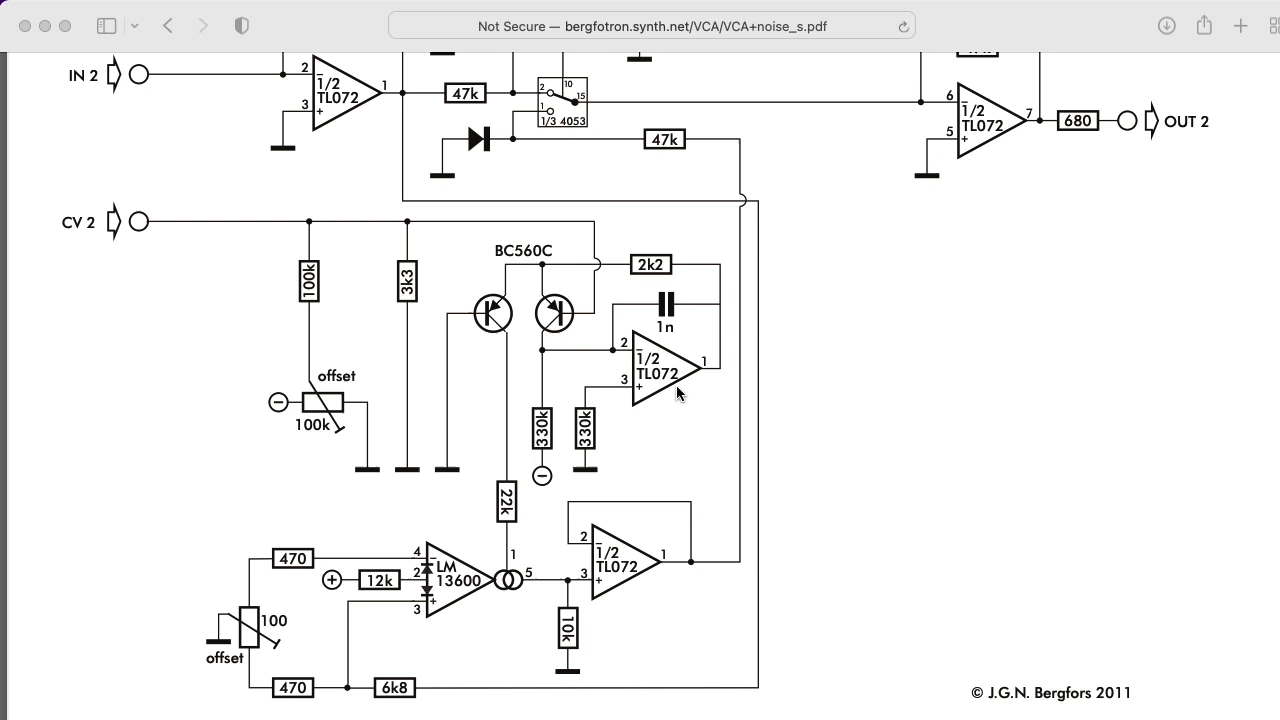 Not Secure — bergfotron.synth.net/VCA/VCA+noise_s.pdf
IN 2
2
−
1/2
TL072
3
+
1
47k
2
10
15
1
1/3 4053
47k
6
−
1/2
TL072
5
+
7
680
OUT 2
CV 2
BC560C
100k
3k3
2k2
1n
2
−
1/2
TL072
3
+
1
offset
−
100k
330k
330k
−
22k
470
4
−
LM
13600
+
12k
2
+
3
1
5
2
−
1/2
TL072
3
+
1
100
offset
10k
470
6k8
© J.G.N. Bergfors 2011